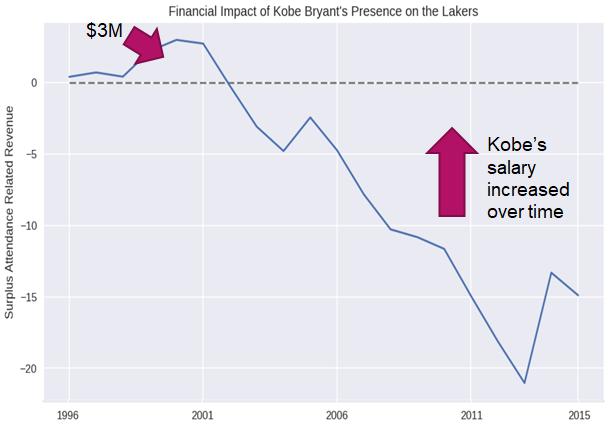 Financial Impact of Kobe Bryant's Presence on the Lakers
$3M
0
−5
−10
−15
−20
Surplus Attendance Related Revenue
Kobe's
salary
increased
over time
1996 2001 2006 2011 2015